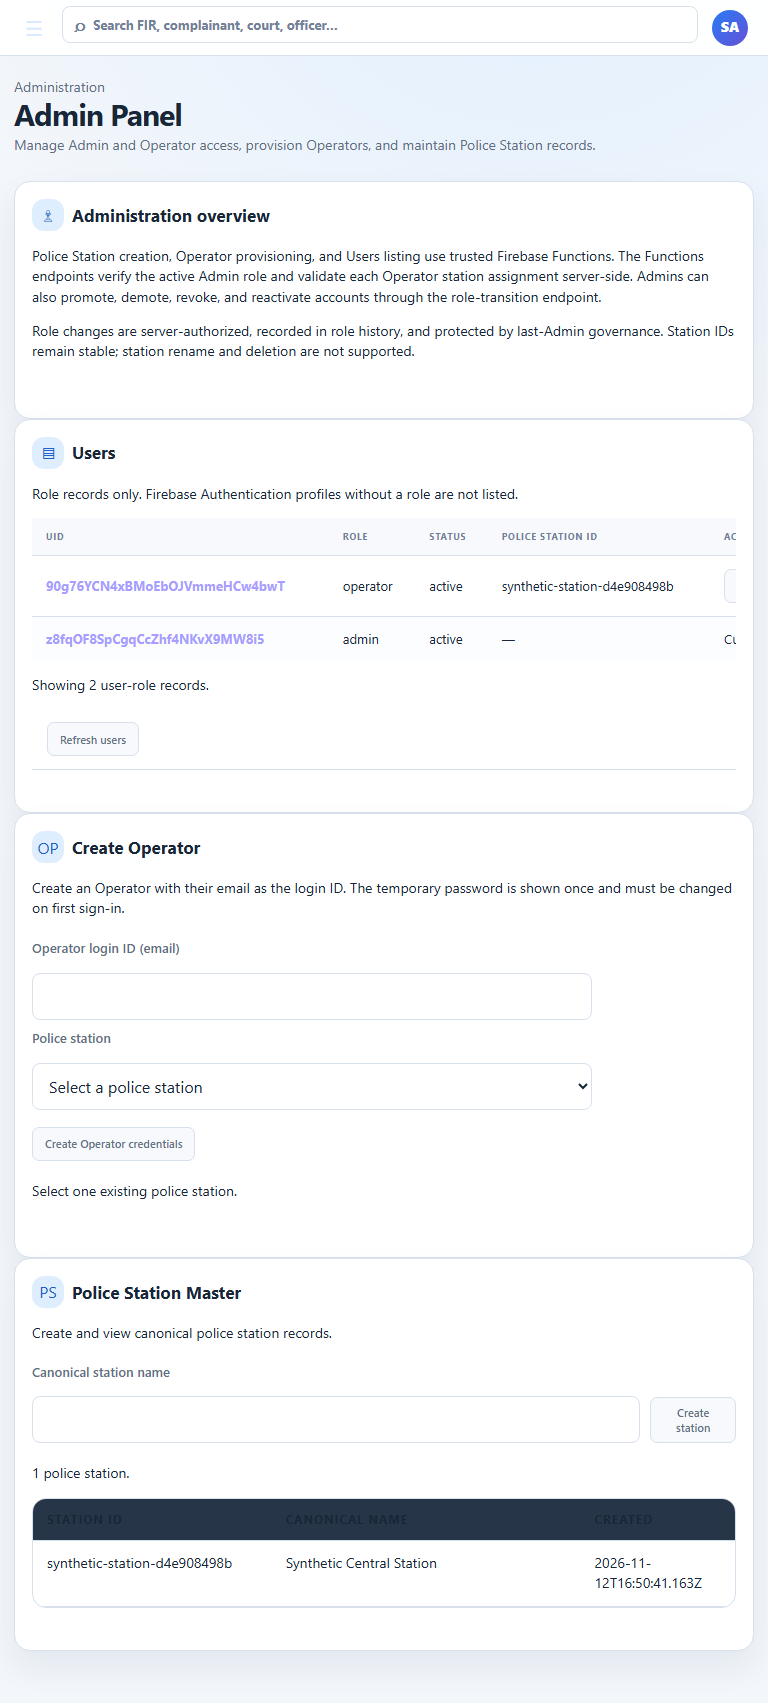 Search FIR, complainant, court, officer...
SA
Administration
Admin Panel
Manage Admin and Operator access, provision Operators, and maintain Police Station records.
Administration overview
Police Station creation, Operator provisioning, and Users listing use trusted Firebase Functions. The Functions
endpoints verify the active Admin role and validate each Operator station assignment server-side. Admins can
also promote, demote, revoke, and reactivate accounts through the role-transition endpoint.
Role changes are server-authorized, recorded in role history, and protected by last-Admin governance. Station IDs
remain stable; station rename and deletion are not supported.
Users
Role records only. Firebase Authentication profiles without a role are not listed.
UID ROLE STATUS POLICE STATION ID AC
90g76YCN4xBMoEbOJVmmeHCw4bwT operator active synthetic-station-d4e908498b
z8fqOF8SpCgqCcZhf4NKvX9MW8i5 admin active — Cu
Showing 2 user-role records.
Refresh users
OP Create Operator
Create an Operator with their email as the login ID. The temporary password is shown once and must be changed
on first sign-in.
Operator login ID (email)
Police station
Select a police station
Create Operator credentials
Select one existing police station.
PS Police Station Master
Create and view canonical police station records.
Canonical station name
Create
station
1 police station.
STATION ID CANONICAL NAME CREATED
synthetic-station-d4e908498b Synthetic Central Station 2026-11-
12T16:50:41.163Z